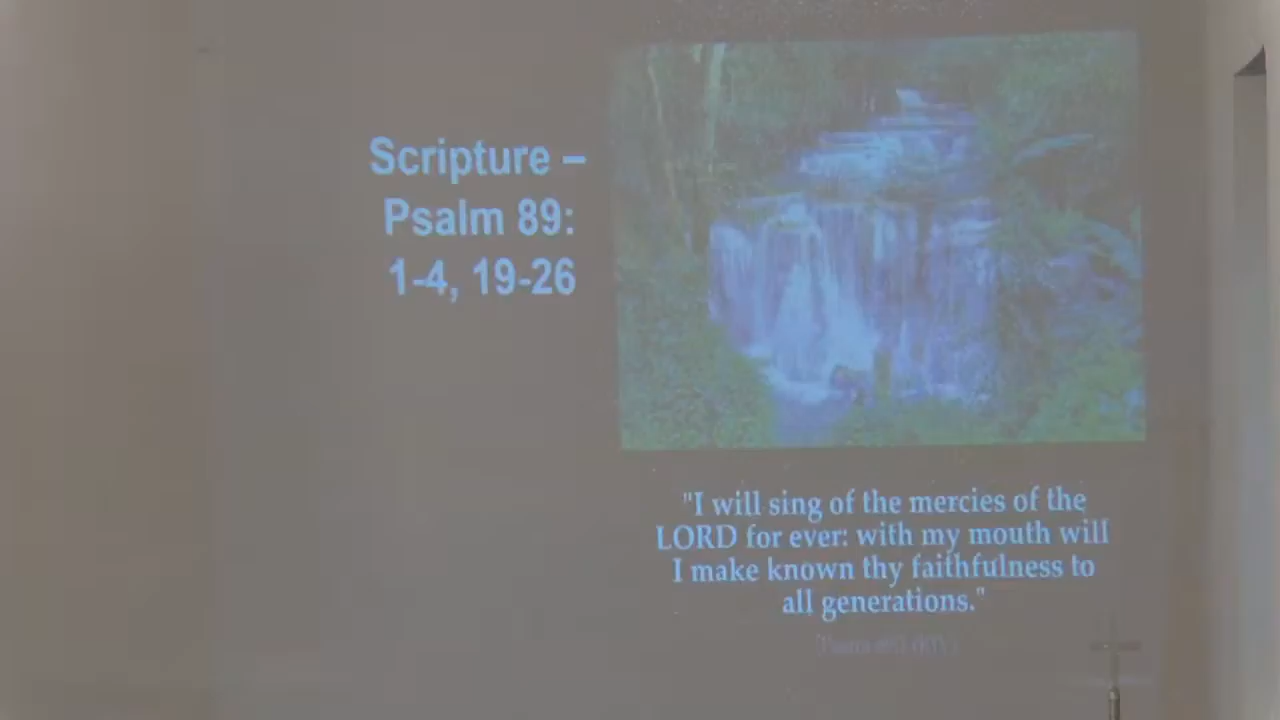 Scripture –
Psalm 89:
1-4, 19-26
"I will sing of the mercies of the
LORD for ever: with my mouth will
I make known thy faithfulness to
all generations."